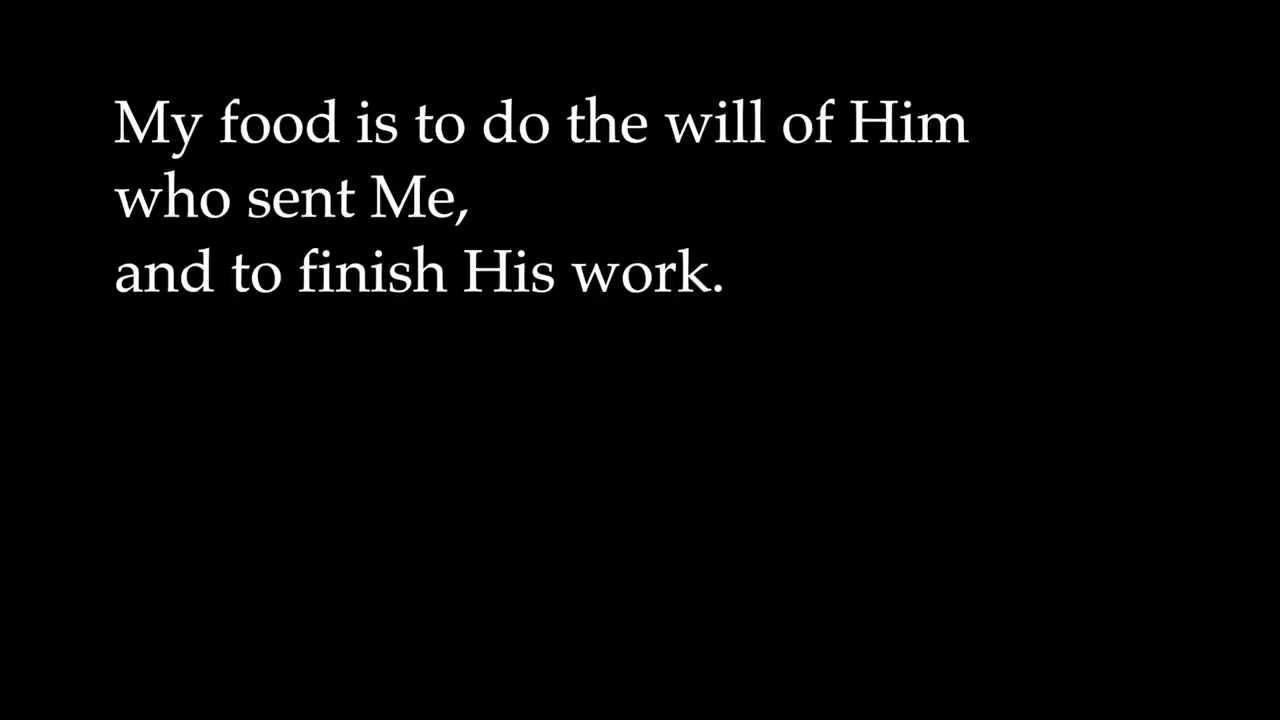 My food is to do the will of Him
who sent Me,
and to finish His work.